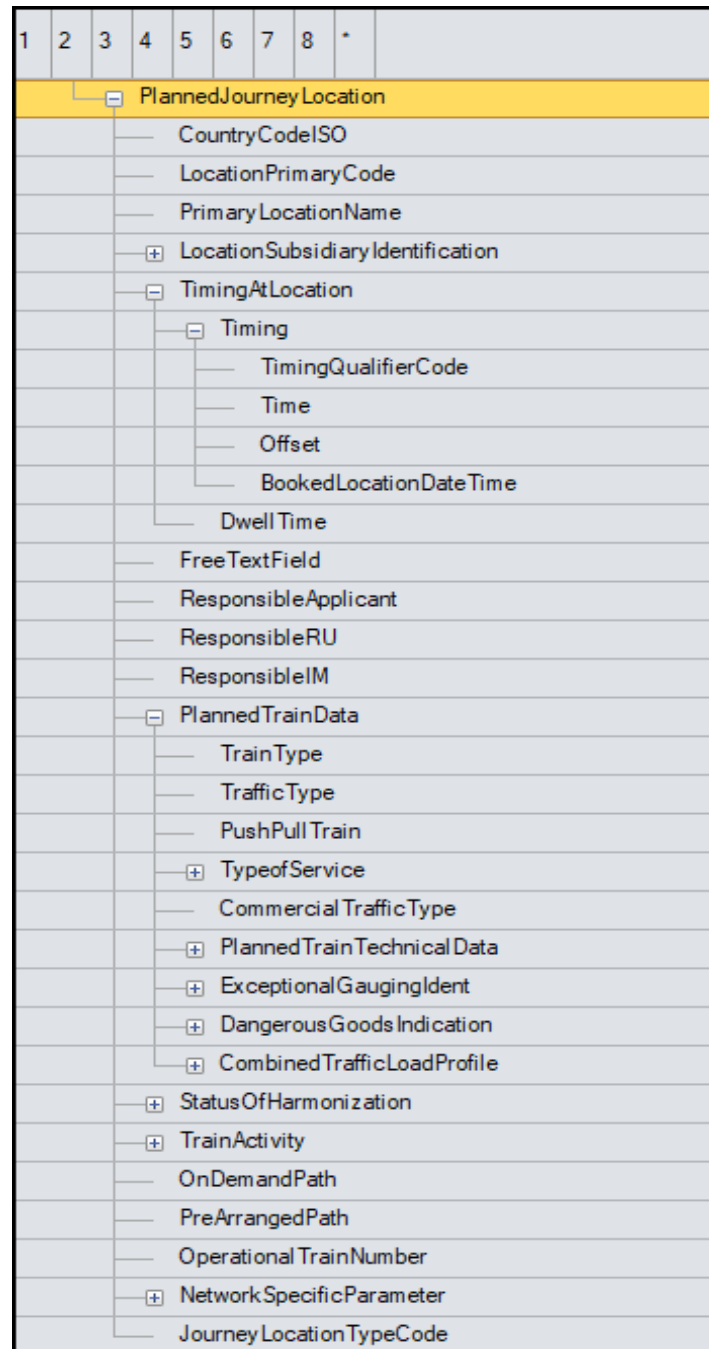 1 2 3 4 5 6 7 8 *
PlannedJourneyLocation
CountryCodeISO
LocationPrimaryCode
PrimaryLocationName
LocationSubsidiaryIdentification
TimingAtLocation
Timing
TimingQualifierCode
Time
Offset
BookedLocationDateTime
DwellTime
FreeTextField
ResponsibleApplicant
ResponsibleRU
ResponsibleIM
PlannedTrainData
TrainType
TrafficType
PushPullTrain
TypeofService
CommercialTrafficType
PlannedTrainTechnicalData
ExceptionalGaugingIdent
DangerousGoodsIndication
CombinedTrafficLoadProfile
StatusOfHarmonization
TrainActivity
OnDemandPath
PreArrangedPath
OperationalTrainNumber
NetworkSpecificParameter
JourneyLocationTypeCode